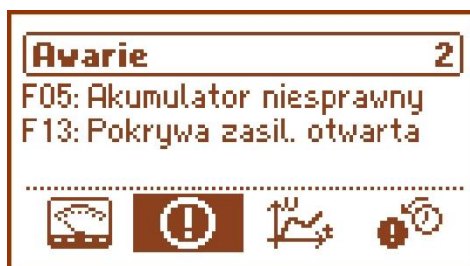 Awarie 2
F05: Akumulator niesprawny
F13: Pokrywa zasil. otwarta
U
t